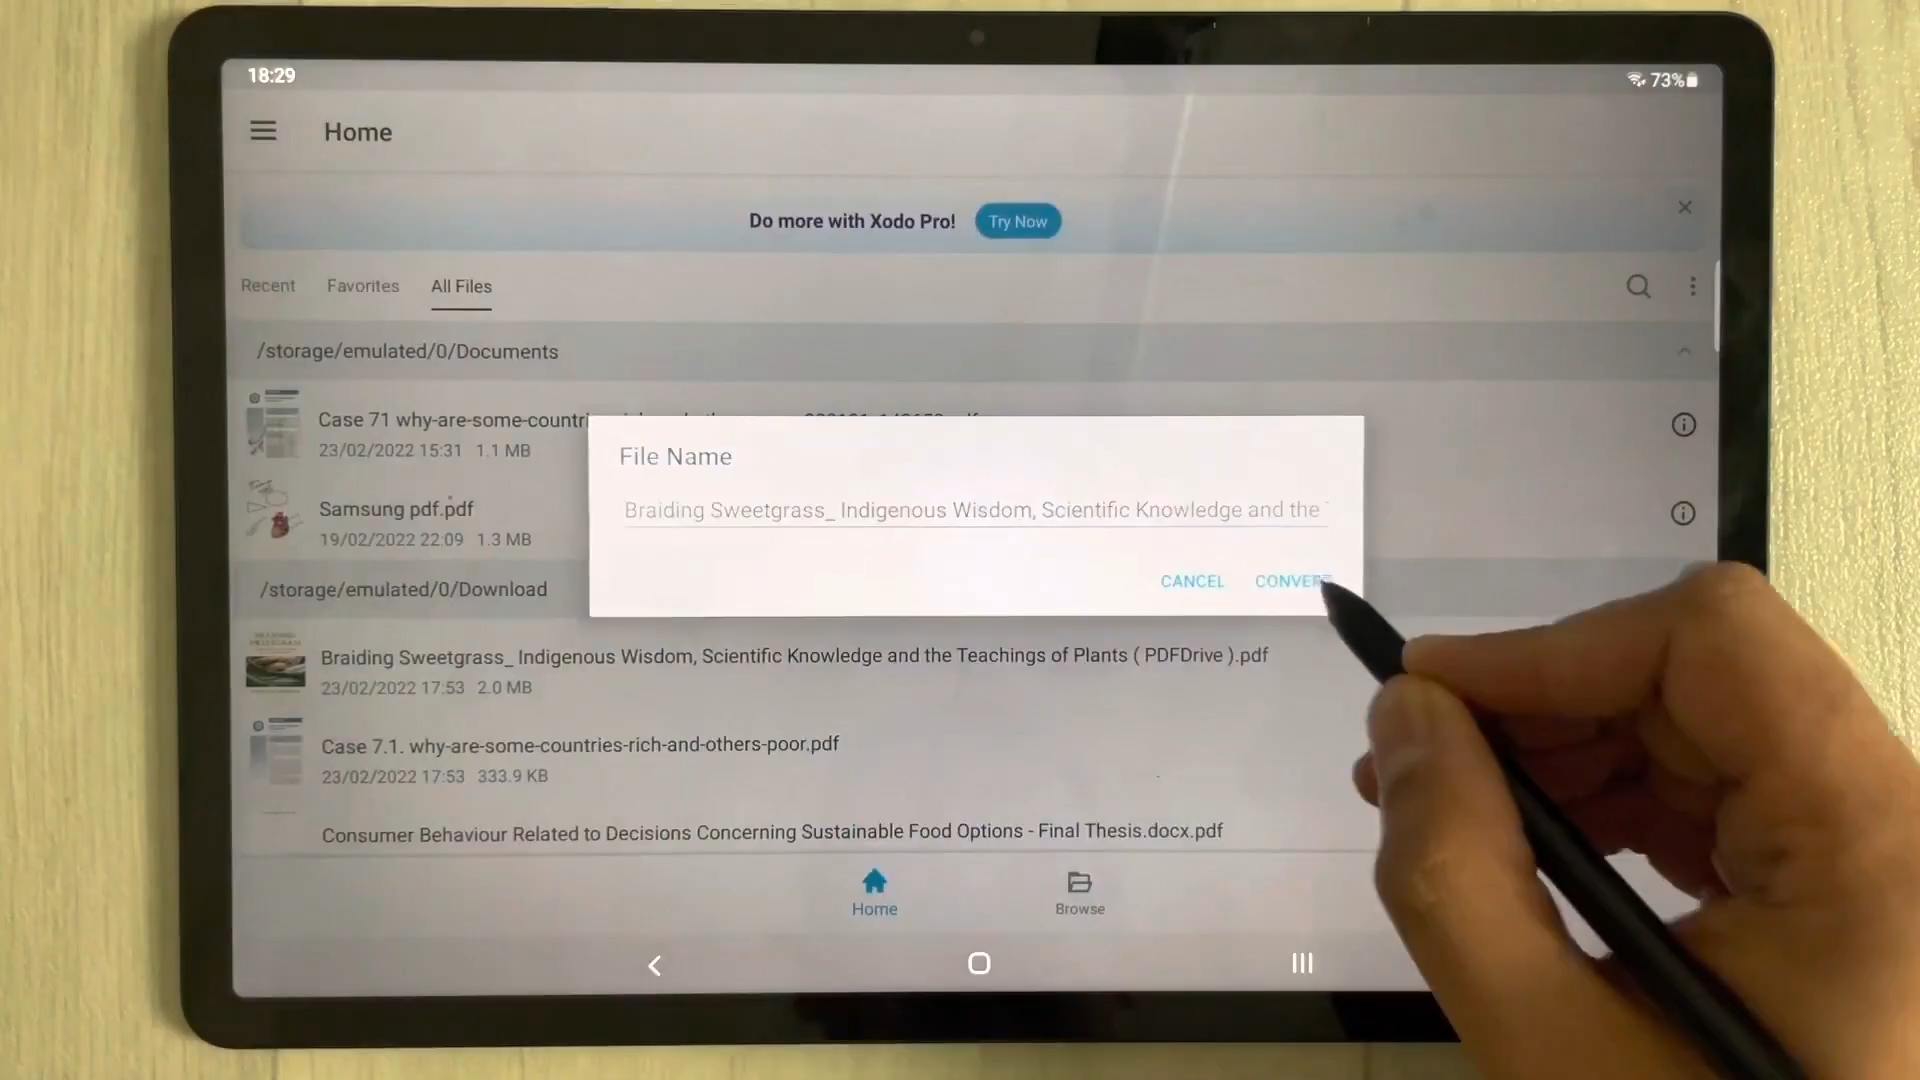 18:29
73%
Home
Do more with Xodo Pro! Try Now
Recent Favorites All Files
/storage/emulated/0/Documents
Case 71 why-are-some-countri
23/02/2022 15:31 1.1 MB
Samsung pdf.pdf
19/02/2022 22:09 1.3 MB
File Name
Braiding Sweetgrass_ Indigenous Wisdom, Scientific Knowledge and the
CANCEL CONVERT
/storage/emulated/0/Download
Braiding Sweetgrass_ Indigenous Wisdom, Scientific Knowledge and the Teachings of Plants ( PDFDrive ).pdf
23/02/2022 17:53 2.0 MB
Case 7.1. why-are-some-countries-rich-and-others-poor.pdf
23/02/2022 17:53 333.9 KB
Consumer Behaviour Related to Decisions Concerning Sustainable Food Options - Final Thesis.docx.pdf
Home Browse